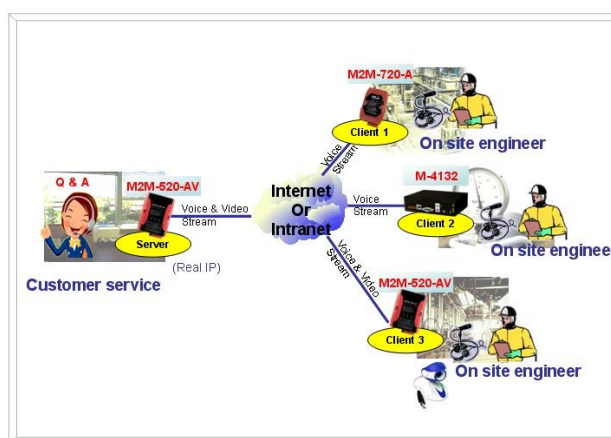 M2M-720-A
Client 1
On site engineer
Voice
Stream
Q & A
M2M-520-AV
Server
(Real IP)
Customer service
Voice & Video
Stream
Internet
Or
Intranet
Voice
Stream
M-4132
Client 2
On site enginee
Voice & Video
Stream
M2M-520-AV
Client 3
On site engineer